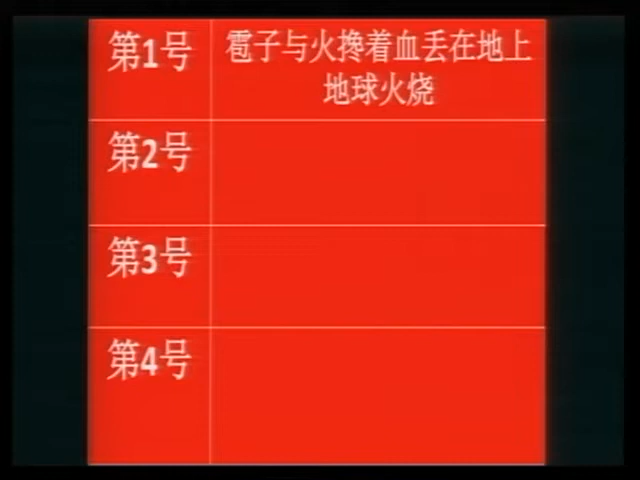 第1号
雹子与火搀着血丢在地上
地球火烧
第2号
第3号
第4号